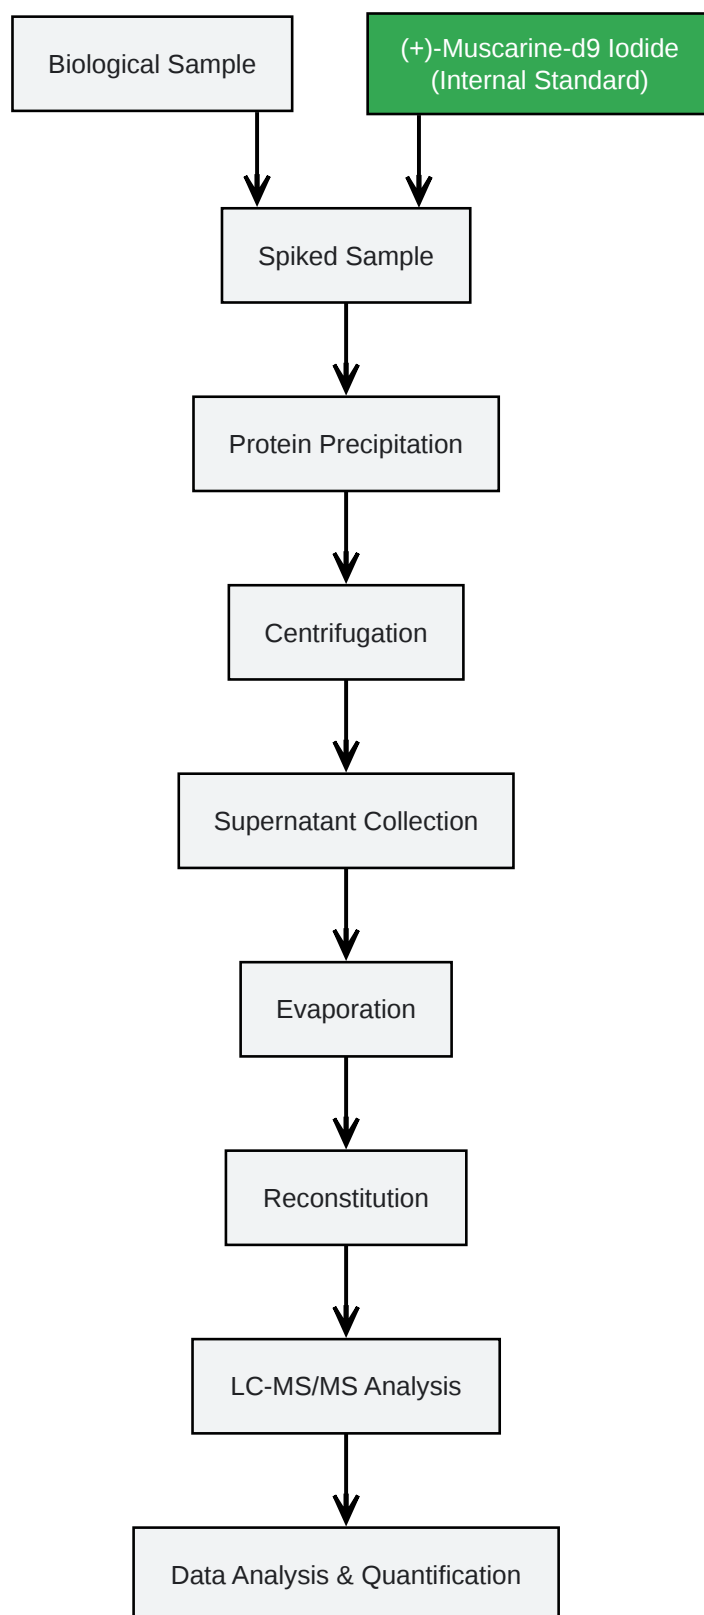 Biological Sample
(+)-Muscarine-d9 Iodide
(Internal Standard)
Spiked Sample
Protein Precipitation
Centrifugation
Supernatant Collection
Evaporation
Reconstitution
LC-MS/MS Analysis
Data Analysis & Quantification